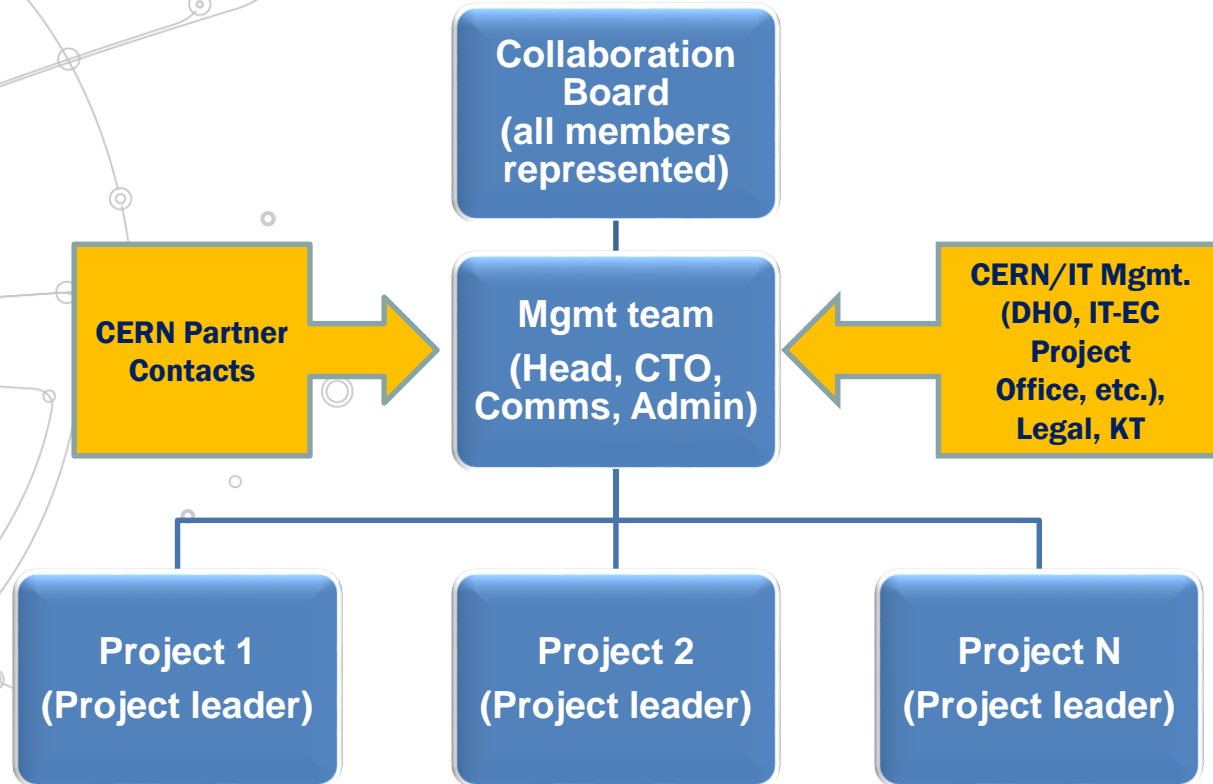 Collaboration
Board
(all members
represented)
CERN Partner
Contacts
Mgmt team
(Head, CTO,
Comms, Admin)
CERN/IT Mgmt.
(DHO, IT-EC
Project
Office, etc.),
Legal, KT
Project 1
(Project leader)
Project 2
(Project leader)
Project N
(Project leader)